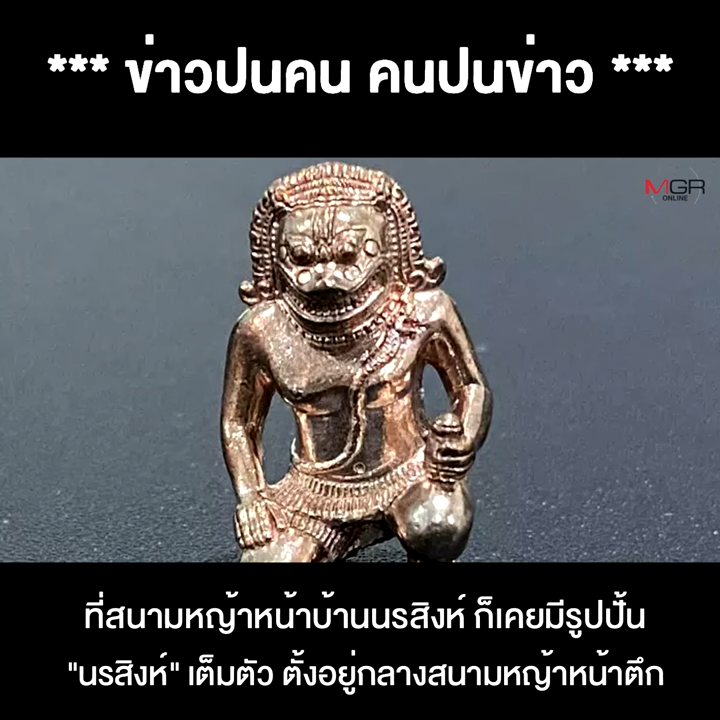 *** ข่าวปนคน คนปนข่าว ***
MGR
ONLINE
ที่สนามหญ้าหน้าบ้านนรสิงห์ ก็เคยมีรูปปั้น
"นรสิงห์" เต็มตัว ตั้งอยู่กลางสนามหญ้าหน้าตึก